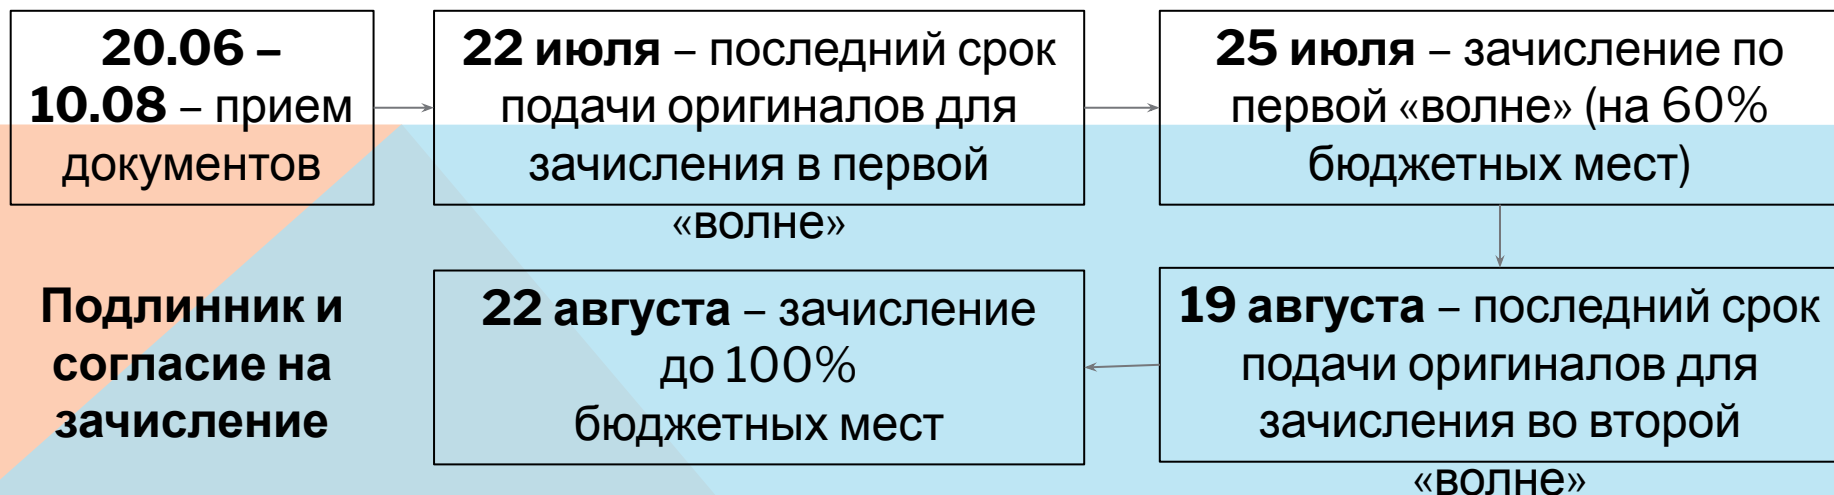 20.06 –
10.08 – прием
документов
22 июля – последний срок
подачи оригиналов для
зачисления в первой
«волне»
25 июля – зачисление по
первой «волне» (на 60%
бюджетных мест)
19 августа – последний срок
подачи оригиналов для
зачисления во второй
«волне»
22 августа – зачисление
до 100%
бюджетных мест
Подлинник и
согласие на
зачисление